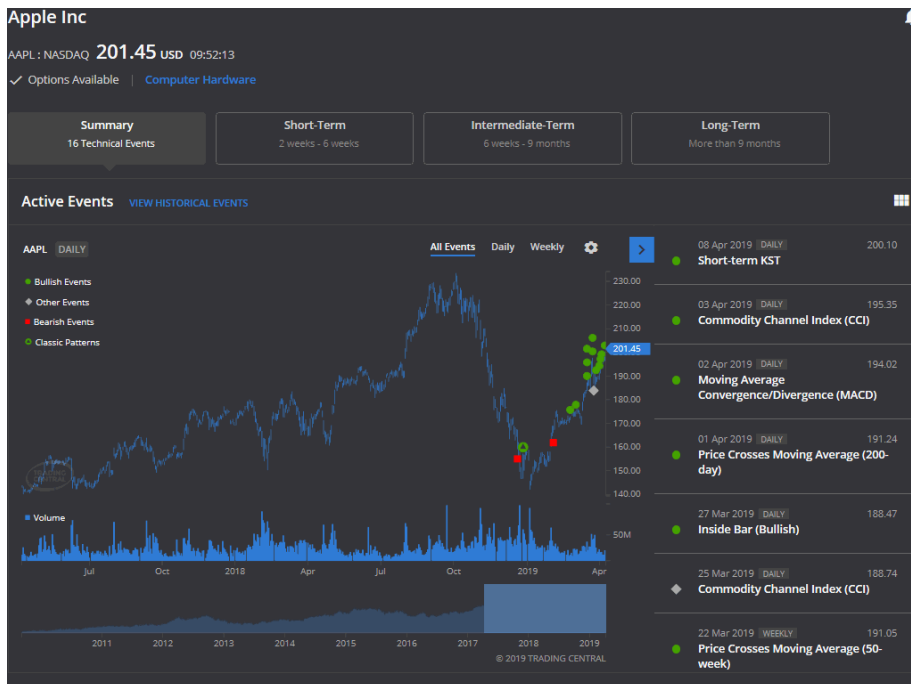 Apple Inc
AAPL : NASDAQ 201.45 USD 09:52:13
Options Available | Computer Hardware
Summary
16 Technical Events
Short-Term
2 weeks - 6 weeks
Intermediate-Term
6 weeks - 9 months
Long-Term
More than 9 months
Active Events VIEW HISTORICAL EVENTS
AAPL DAILY
All Events Daily Weekly
Bullish Events
Other Events
Bearish Events
Classic Patterns
230.00
220.00
210.00
201.45
190.00
180.00
170.00
160.00
150.00
140.00
TRADING
CENTRAL
Volume
50M
Jul Oct 2018 Apr Jul Oct 2019 Apr
2011 2012 2013 2014 2015 2016 2017 2018 2019
© 2019 TRADING CENTRAL
08 Apr 2019 DAILY 200.10
Short-term KST
03 Apr 2019 DAILY 195.35
Commodity Channel Index (CCI)
02 Apr 2019 DAILY 194.02
Moving Average
Convergence/Divergence (MACD)
01 Apr 2019 DAILY 191.24
Price Crosses Moving Average (200-
day)
27 Mar 2019 DAILY 188.47
Inside Bar (Bullish)
25 Mar 2019 DAILY 188.74
Commodity Channel Index (CCI)
22 Mar 2019 WEEKLY 191.05
Price Crosses Moving Average (50-
week)